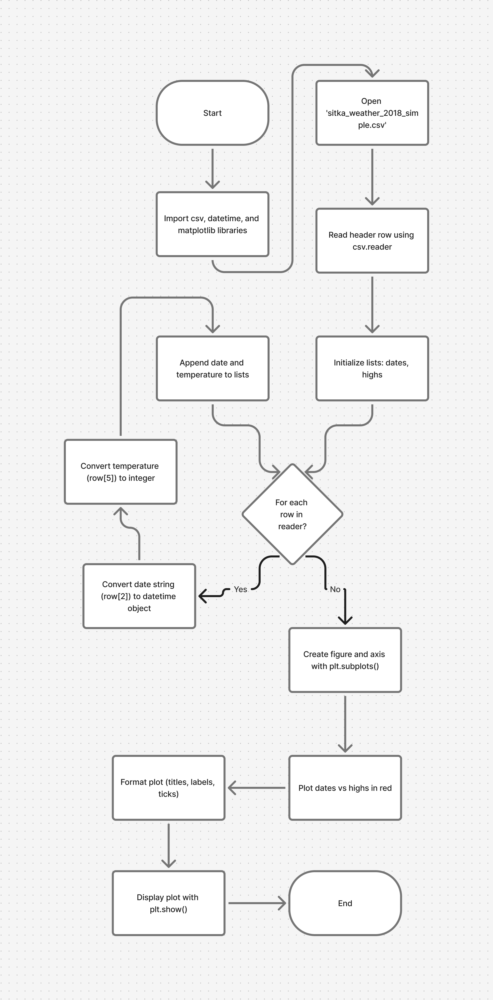 Start
Import csv, datetime, and
matplotlib libraries
Open
'sitka_weather_2018_sim
ple.csv'
Read header row using
csv.reader
Initialize lists: dates,
highs
For each
row in
reader?
Yes
Convert date string
(row[2]) to datetime
object
Convert temperature
(row[5]) to integer
Append date and
temperature to lists
No
Create figure and axis
with plt.subplots()
Plot dates vs highs in red
Format plot (titles, labels,
ticks)
Display plot with
plt.show()
End